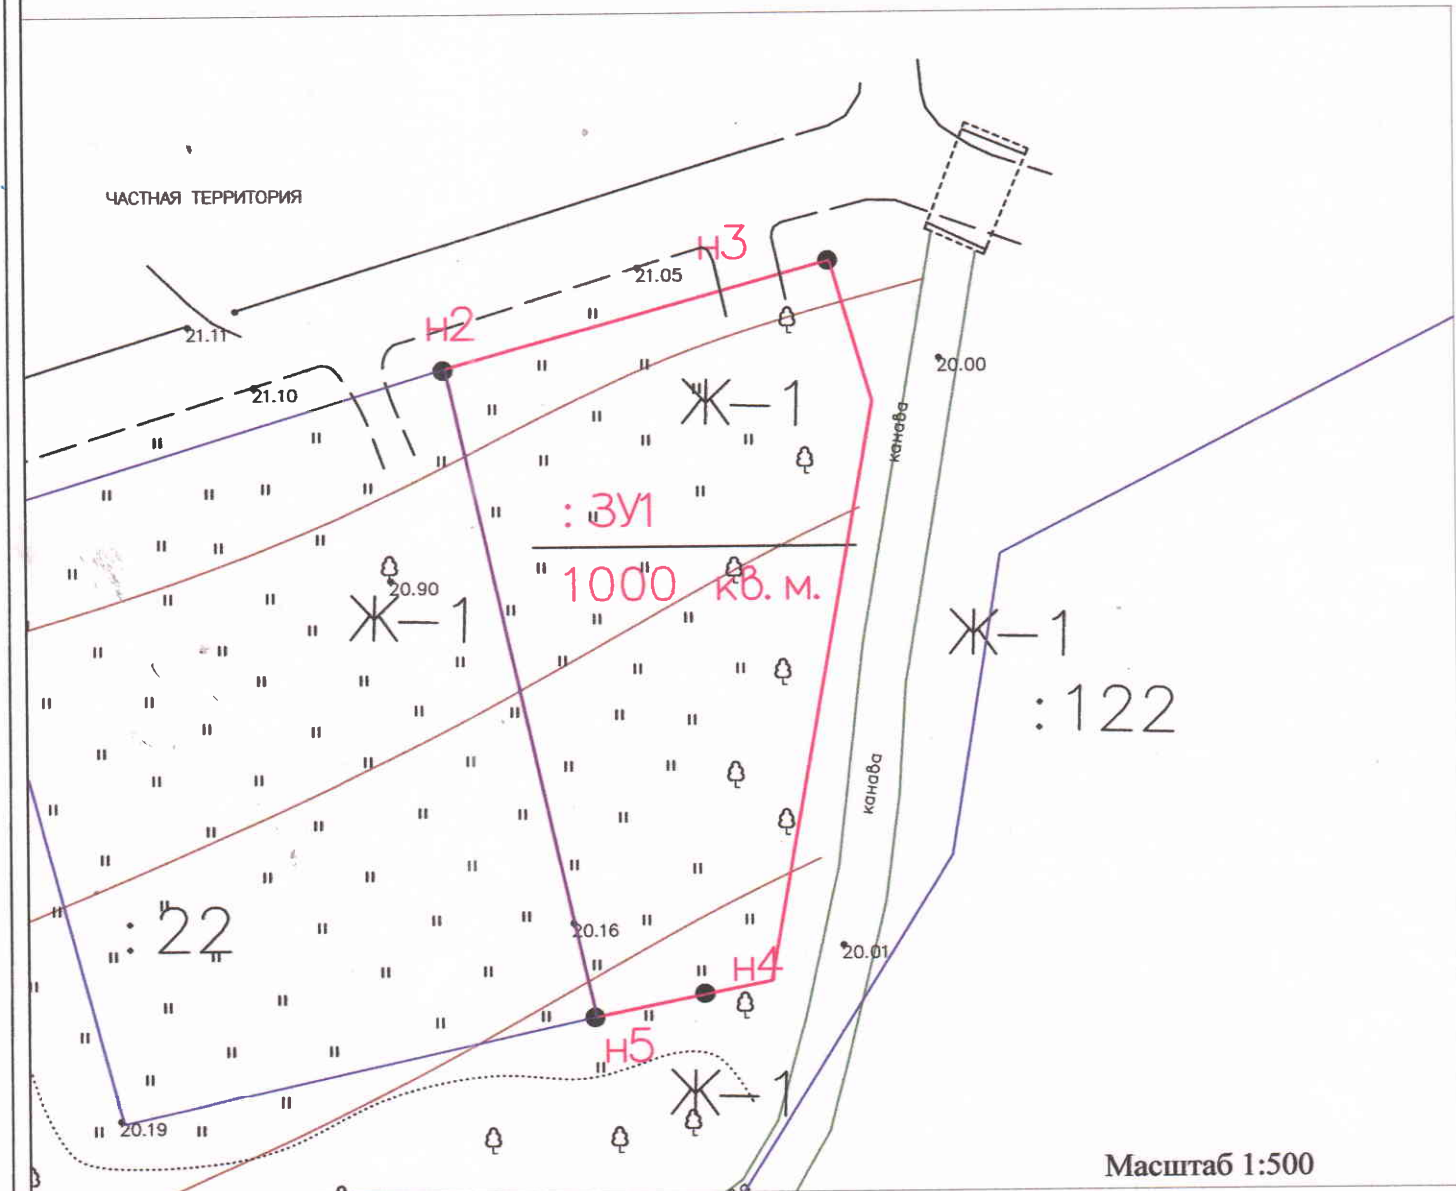 ЧАСТНАЯ ТЕРРИТОРИЯ
н3
21.05
н2
21.11
20.00
21.10
Ж-1
канава
: ЗУ1
1000 кв. м.
20.90
Ж-1
Ж-1
:122
канава
:22
20.16
20.01
н4
н5
Ж-1
20.19
Масштаб 1:500